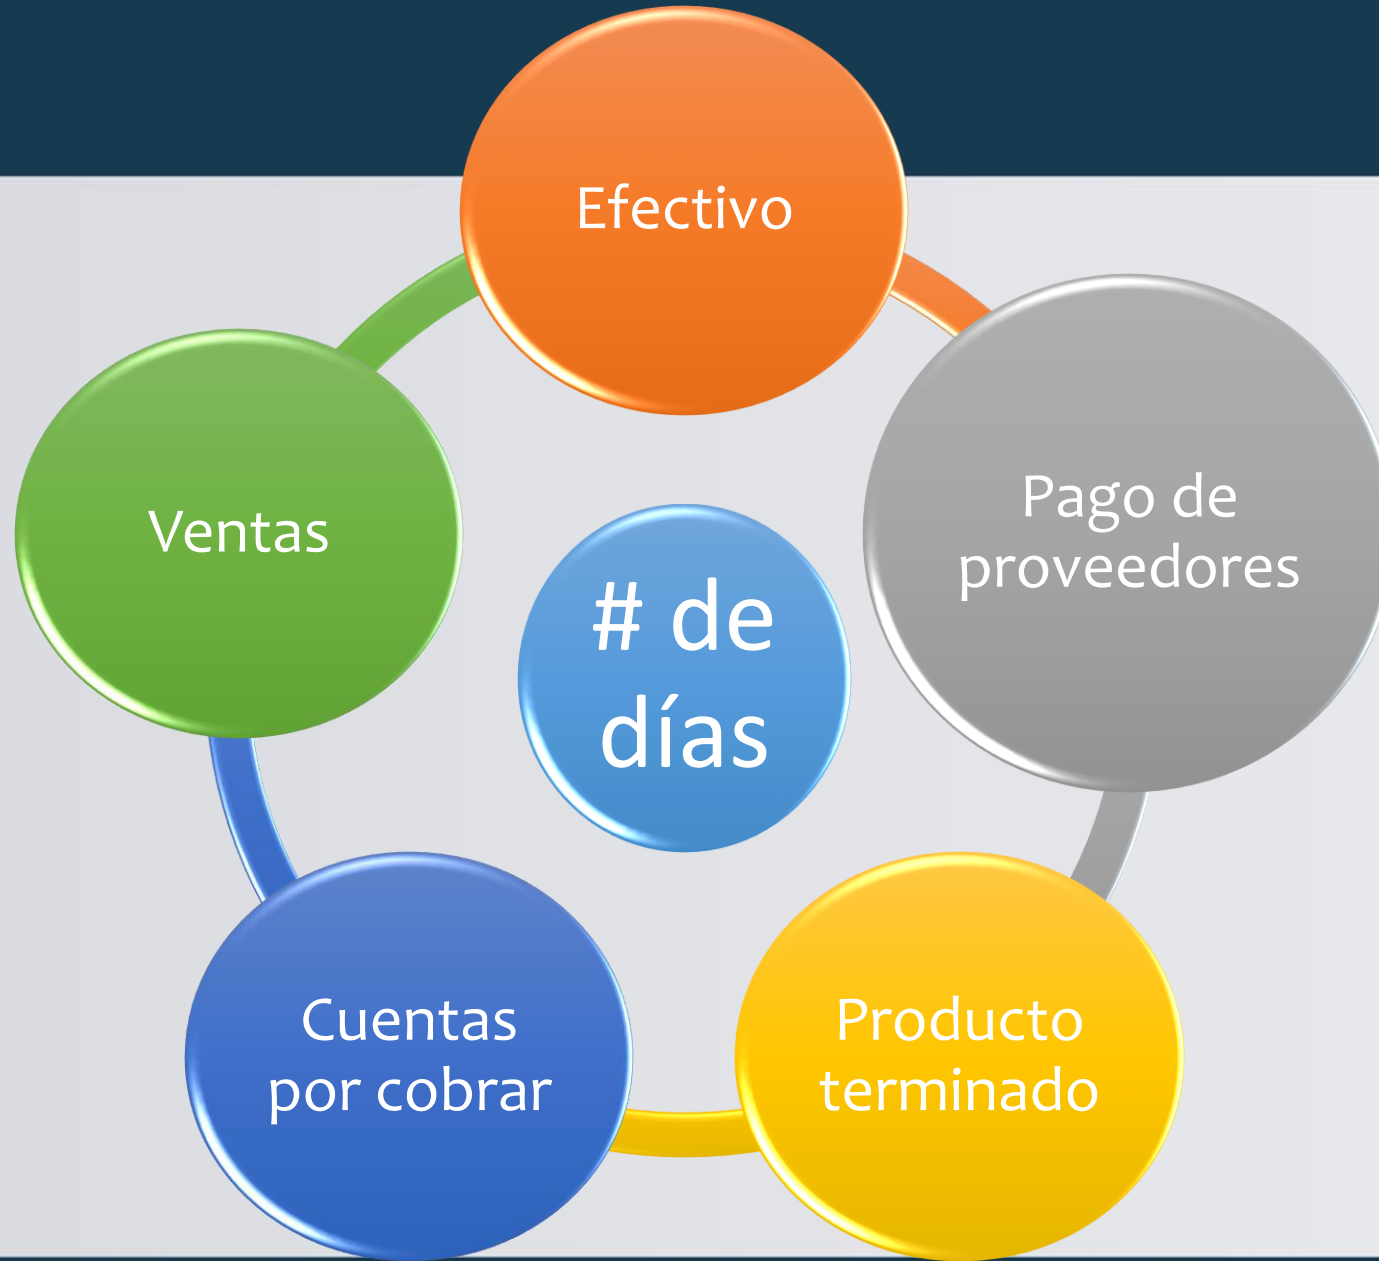 Efectivo
Pago de
proveedores
Producto
terminado
Cuentas
por cobrar
Ventas
# de
días